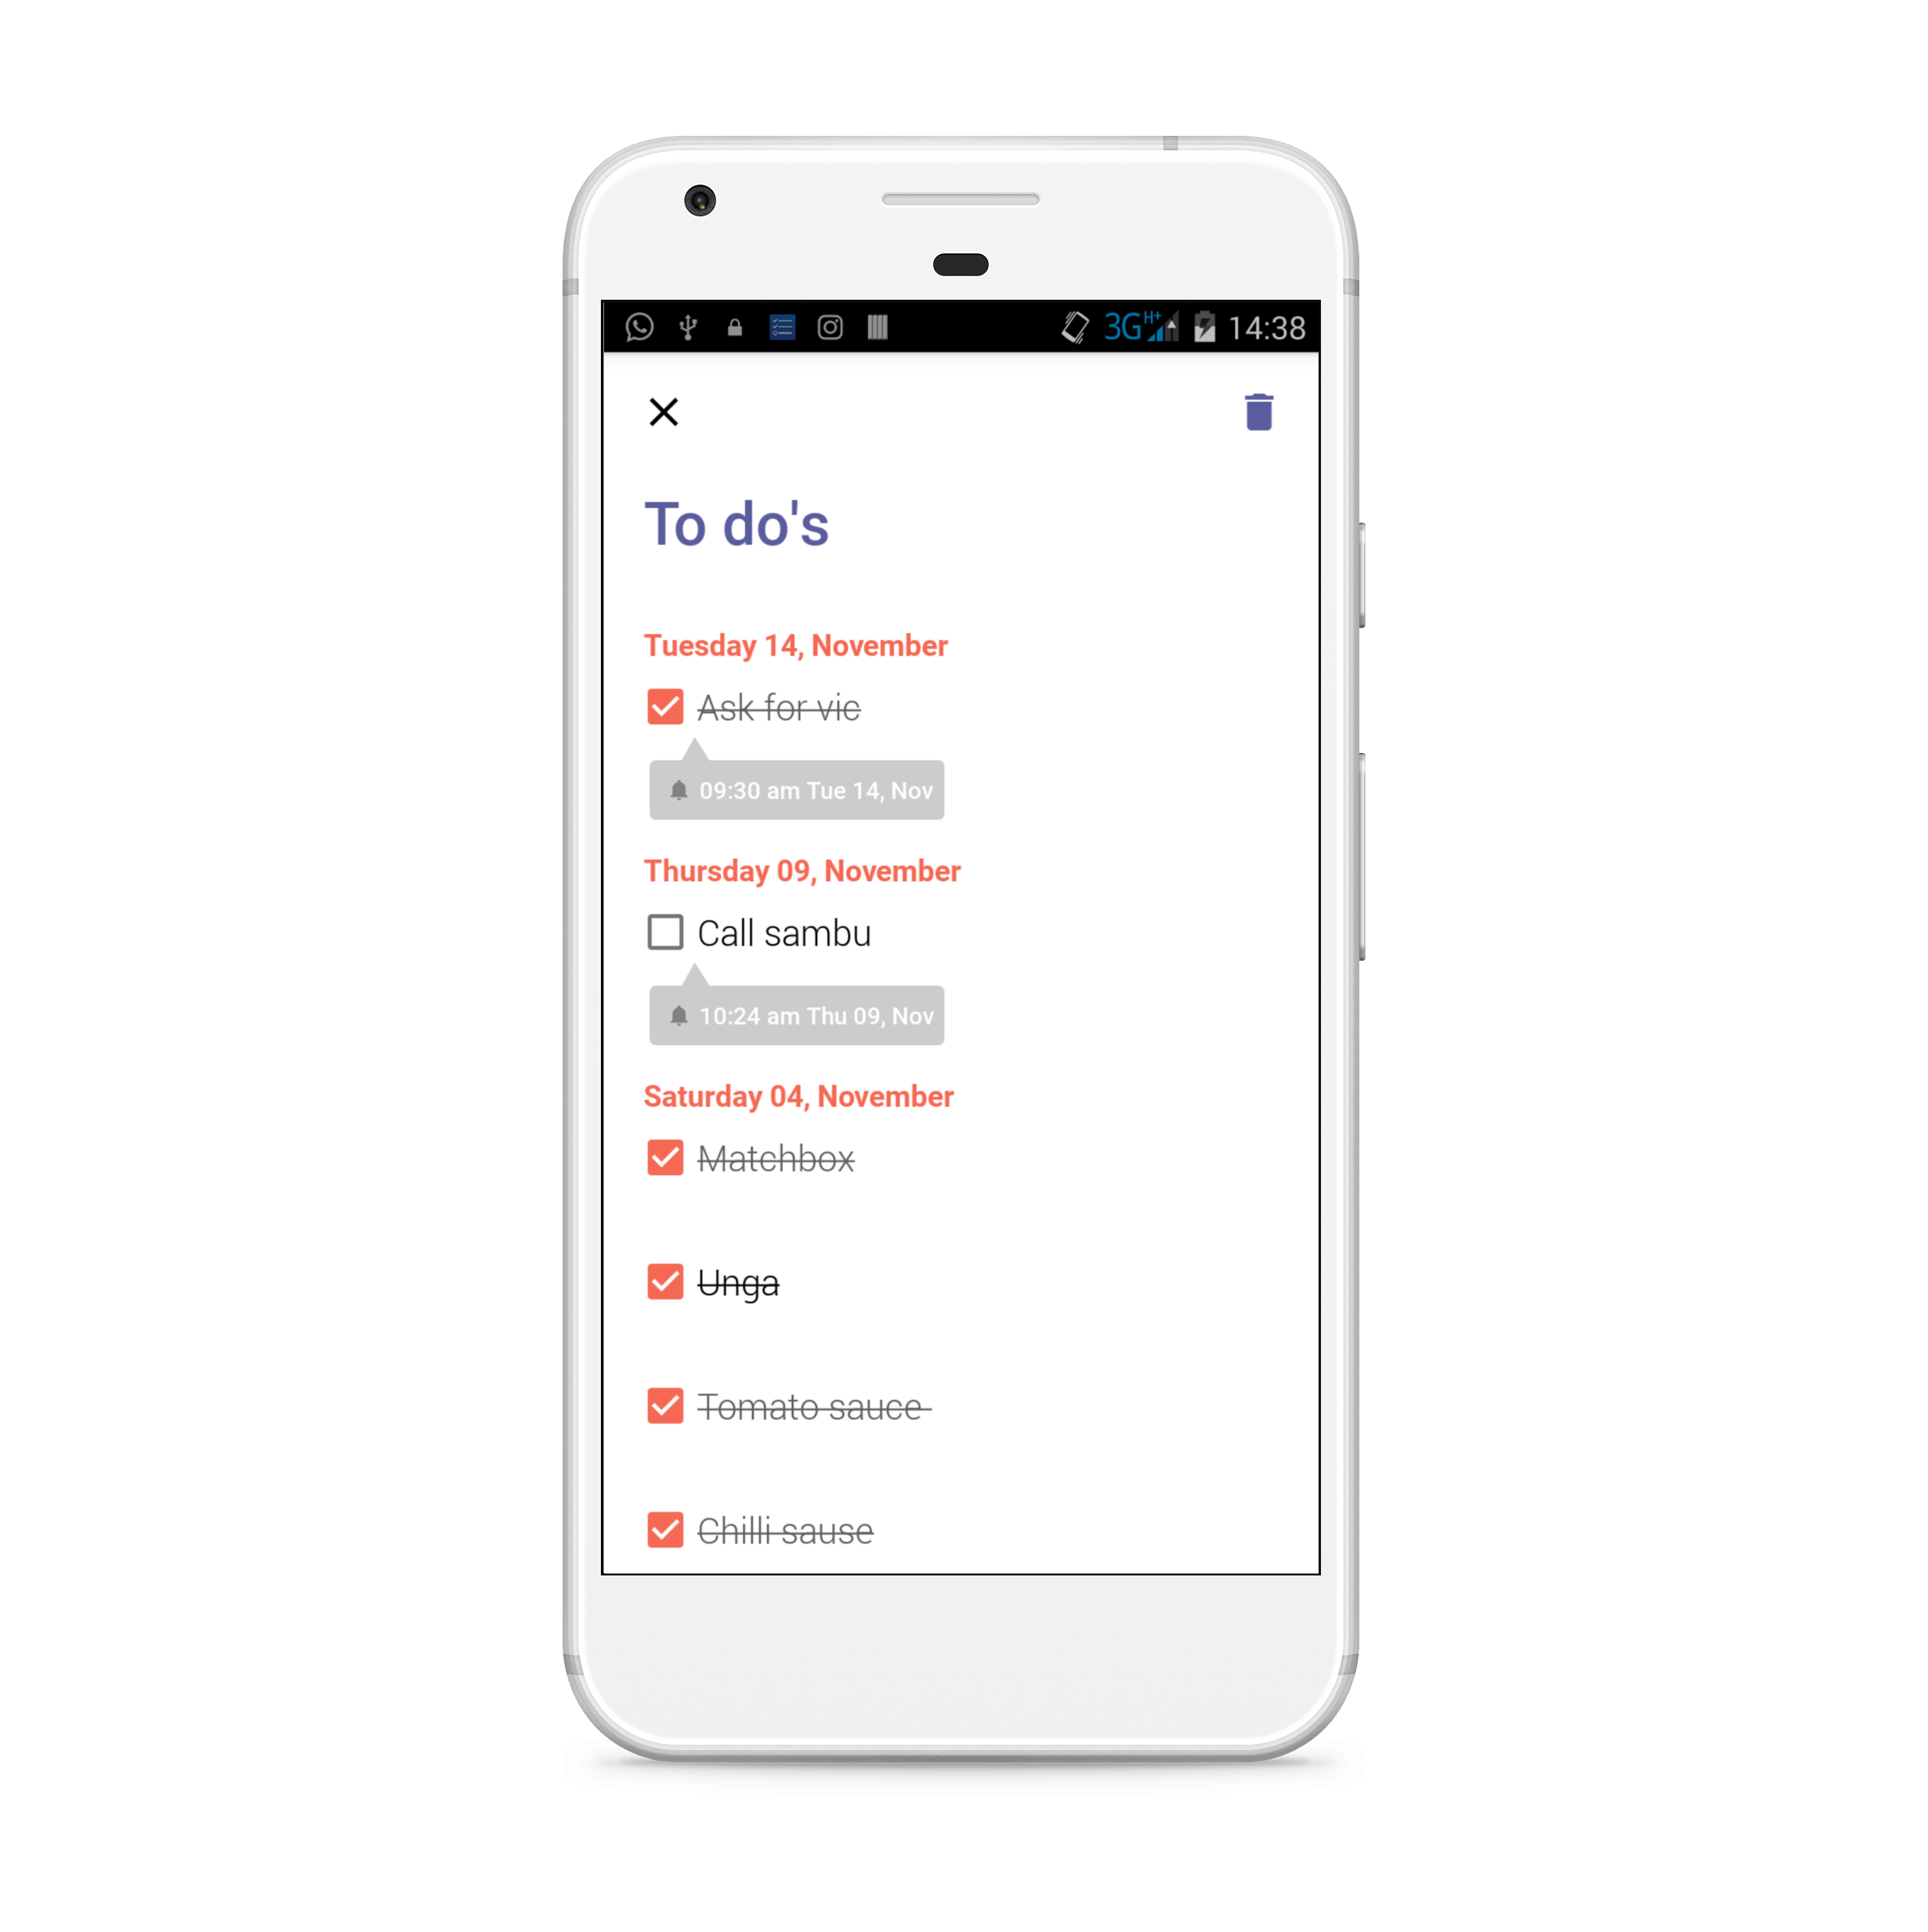 3G H+ 14:38
To do's
Tuesday 14, November
Ask for vic
09:30 am Tue 14, Nov
Thursday 09, November
Call sambu
10:24 am Thu 09, Nov
Saturday 04, November
Matchbox
Unga
Tomato sauce
Chilli sause